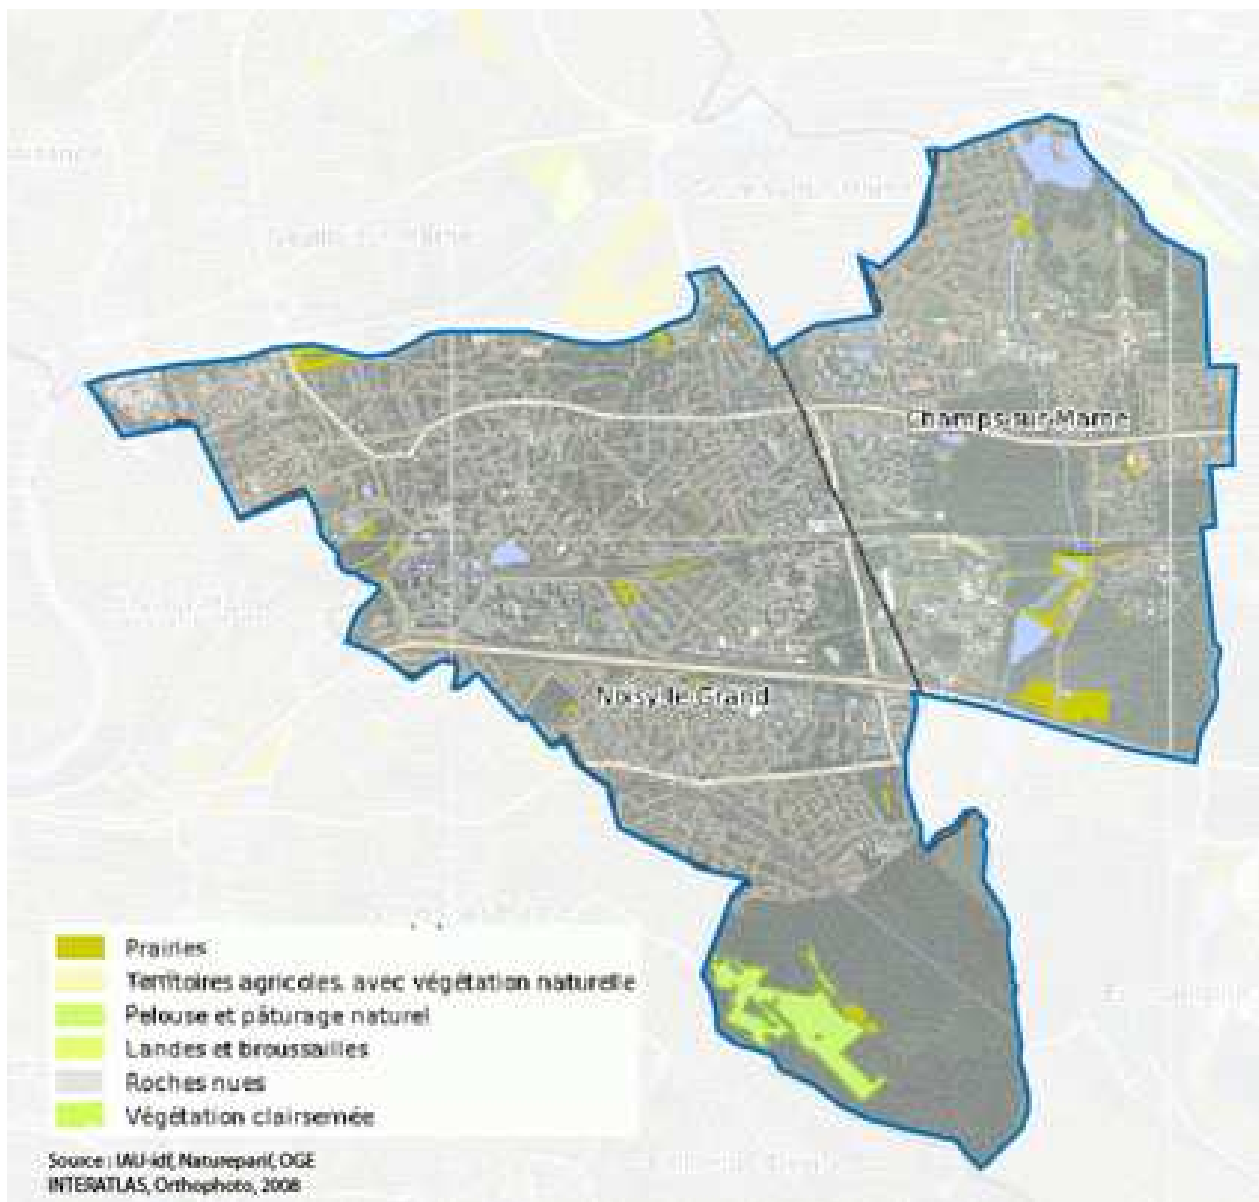 Champs-sur-Marne
Noisy-le-Grand
Prairies
Territoires agricoles, avec végétation naturelle
Pelouse et pâturage naturel
Landes et broussailles
Roches nues
Végétation clairsemée
Source : IAU-idf, Natureparif, OGE
INTERATLAS, Orthophoto, 2008